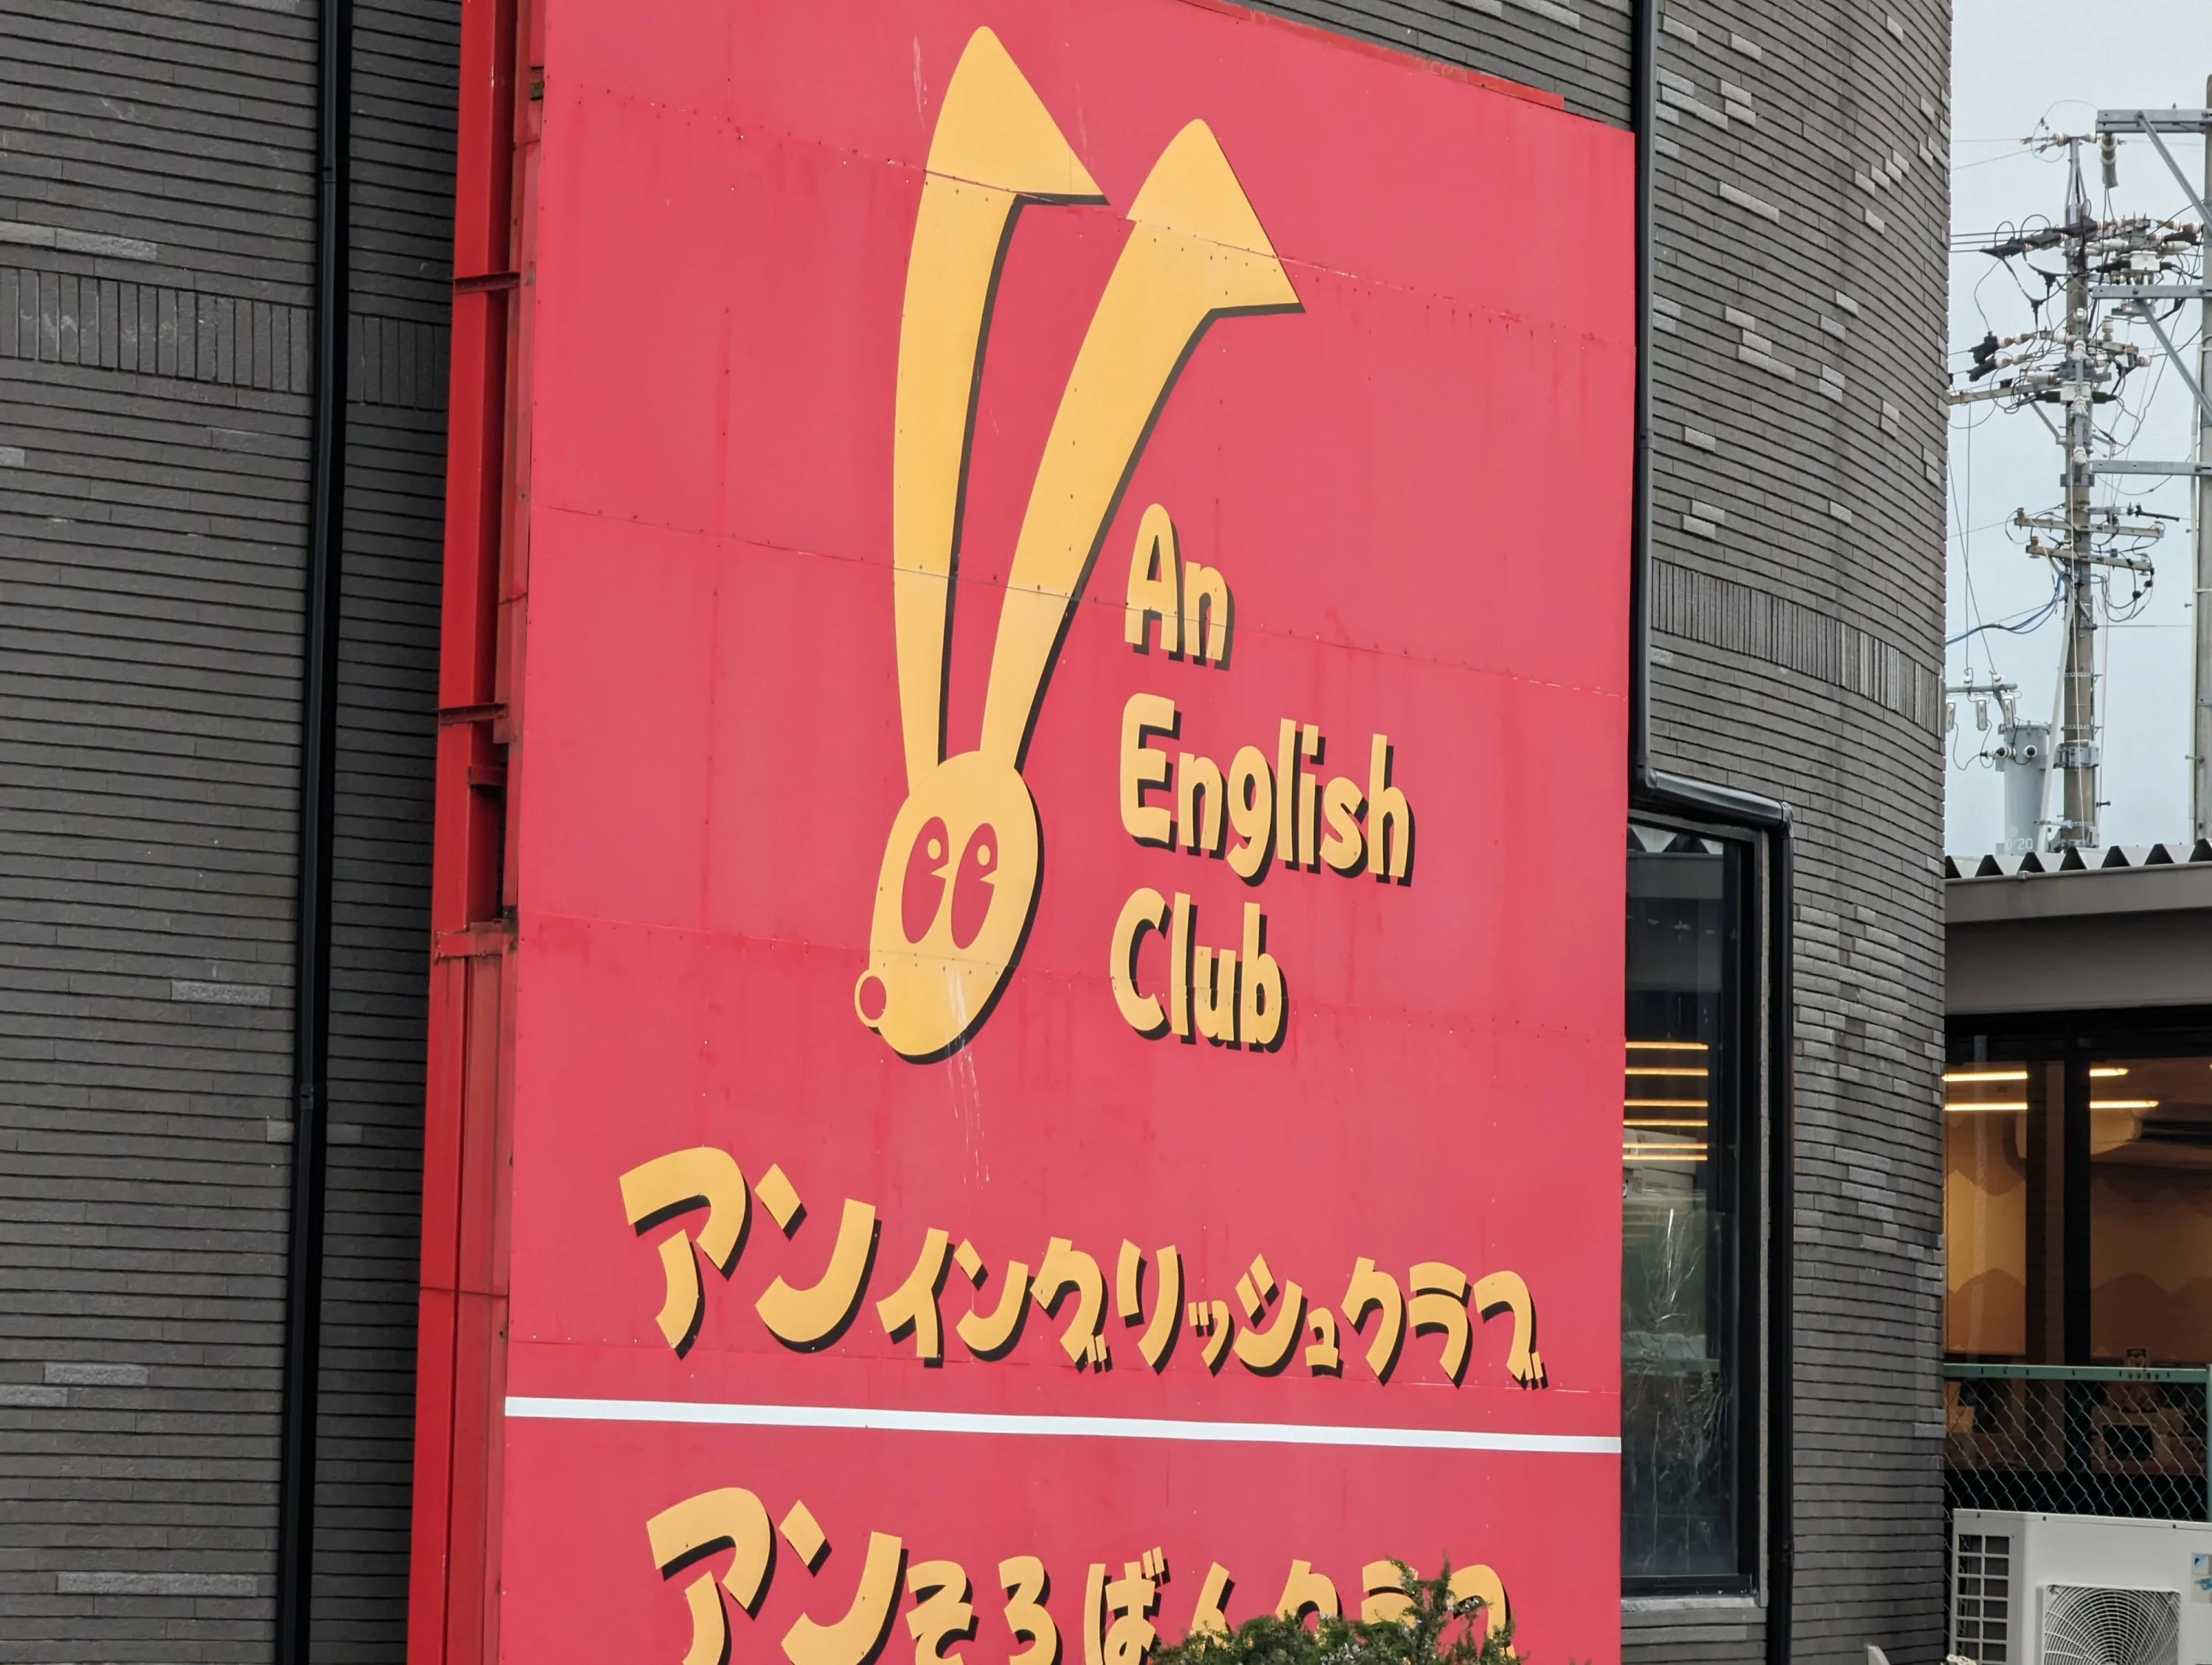 An
English
Club
アンイングリッシュクラブ
アンそろばんクラブ